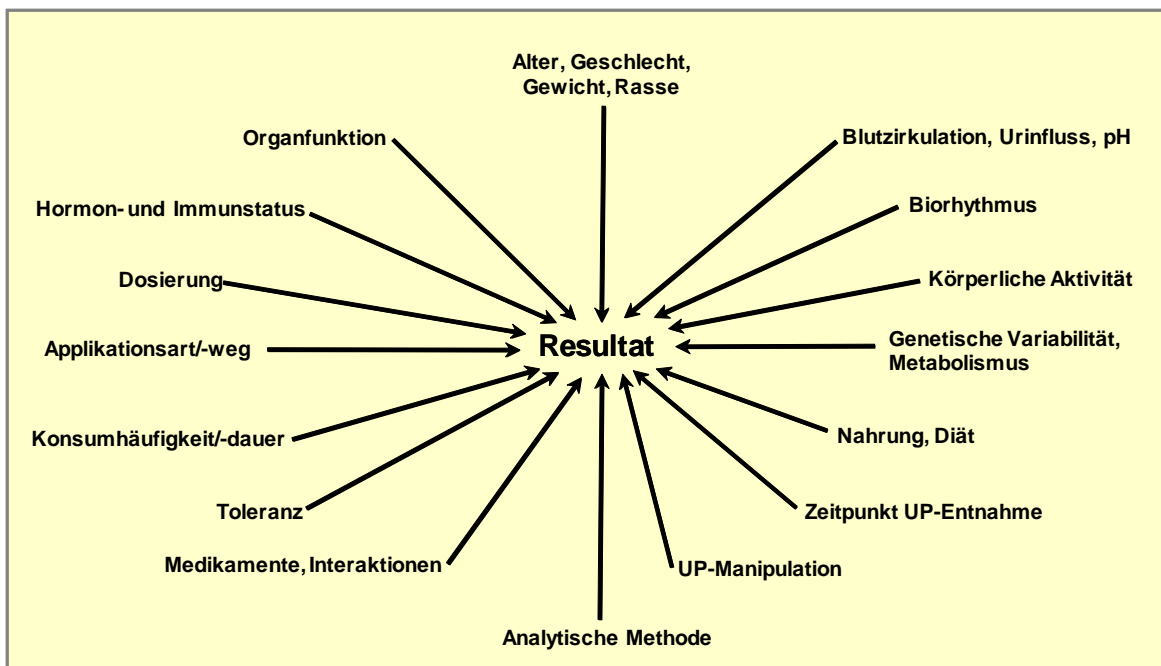 Alter, Geschlecht,
Gewicht, Rasse
Organfunktion
Blutzirkulation, Urinfluss, pH
Hormon- und Immunstatus
Biorhythmus
Dosierung
Körperliche Aktivität
Applikationsart/-weg
Resultat
Genetische Variabilität,
Metabolismus
Konsumhäufigkeit/-dauer
Nahrung, Diät
Toleranz
Zeitpunkt UP-Entnahme
Medikamente, Interaktionen
UP-Manipulation
Analytische Methode